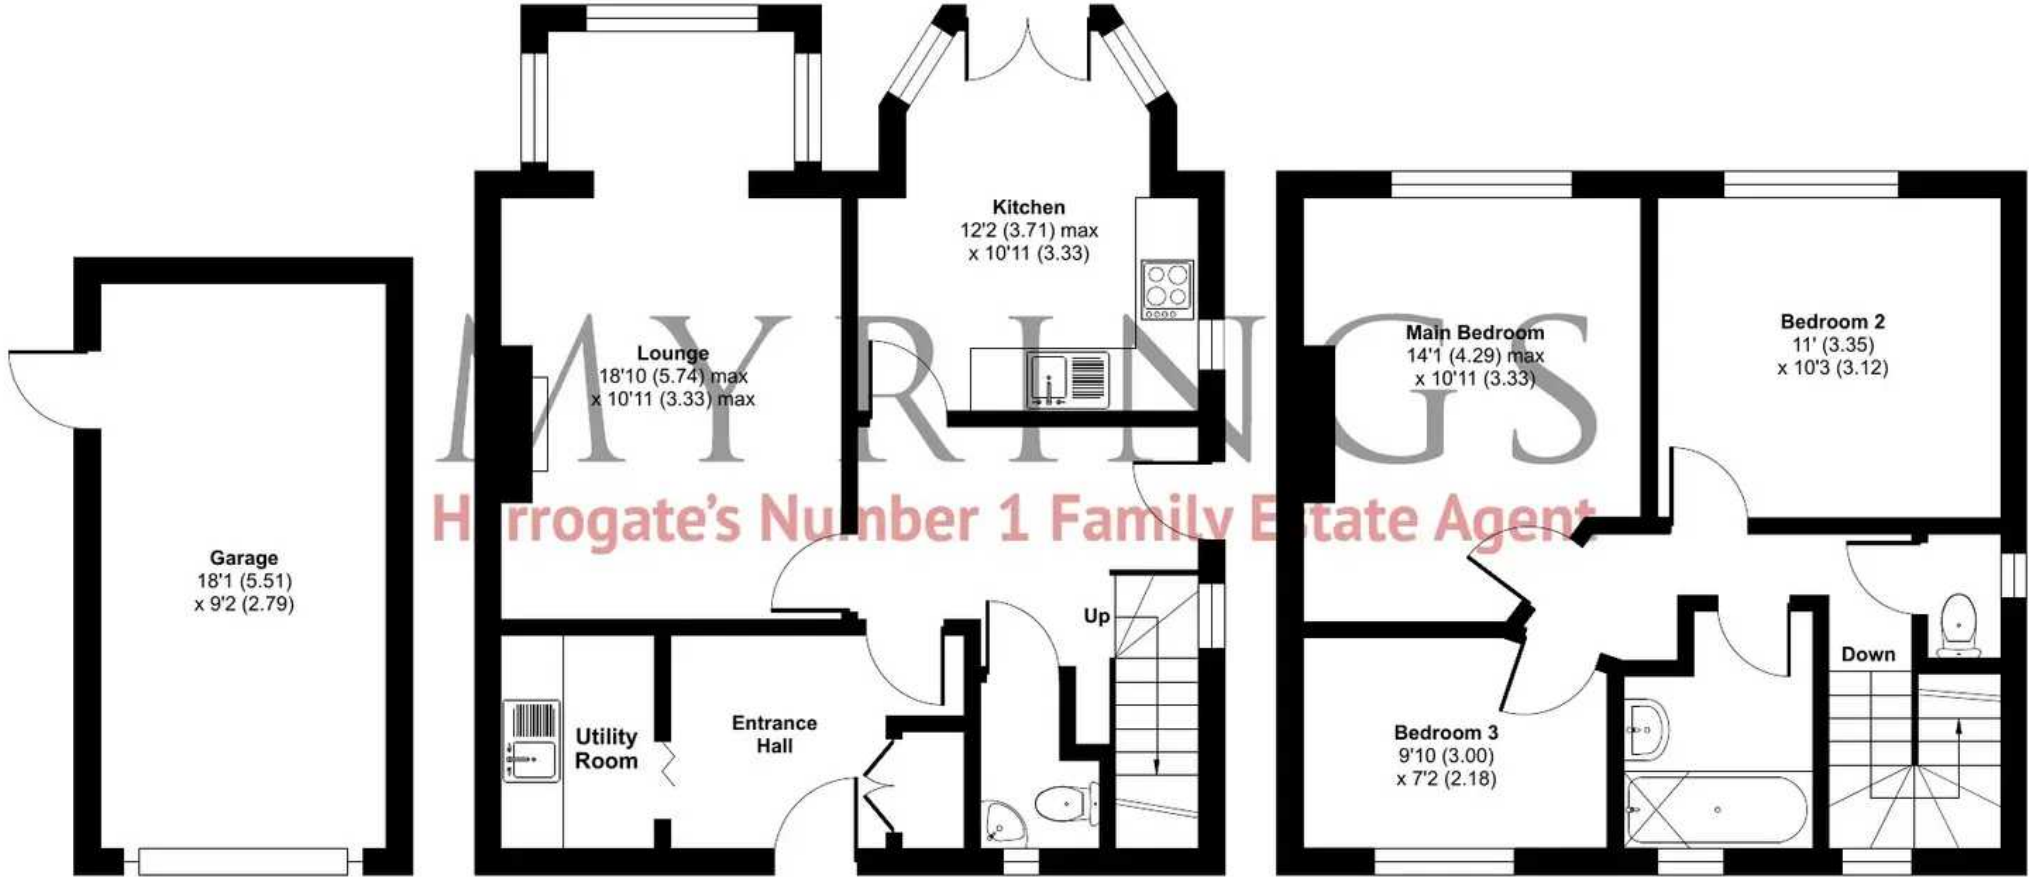 Kitchen
12'2 (3.71) max
x 10'11 (3.33)
MYRINGS
Harrogate's Number 1 Family Estate Agent
Lounge
18'10 (5.74) max
x 10'11 (3.33) max
Main Bedroom
14'1 (4.29) max
x 10'11 (3.33)
Bedroom 2
11' (3.35)
x 10'3 (3.12)
Garage
18'1 (5.51)
x 9'2 (2.79)
Up
Down
Utility
Room
Entrance
Hall
Bedroom 3
9'10 (3.00)
x 7'2 (2.18)